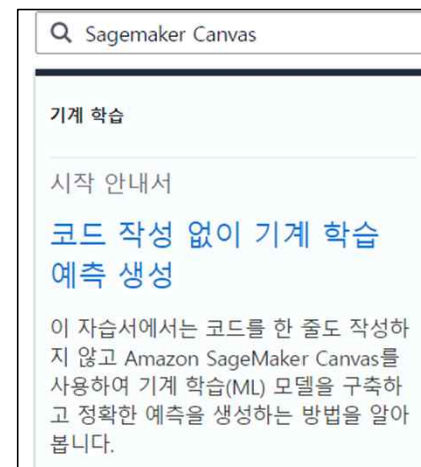 Sagemaker Canvas
기계 학습
시작 안내서
코드 작성 없이 기계 학습
예측 생성
이 자습서에서는 코드를 한 줄도 작성하
지 않고 Amazon SageMaker Canvas를
사용하여 기계 학습(ML) 모델을 구축하
고 정확한 예측을 생성하는 방법을 알아
봅니다.